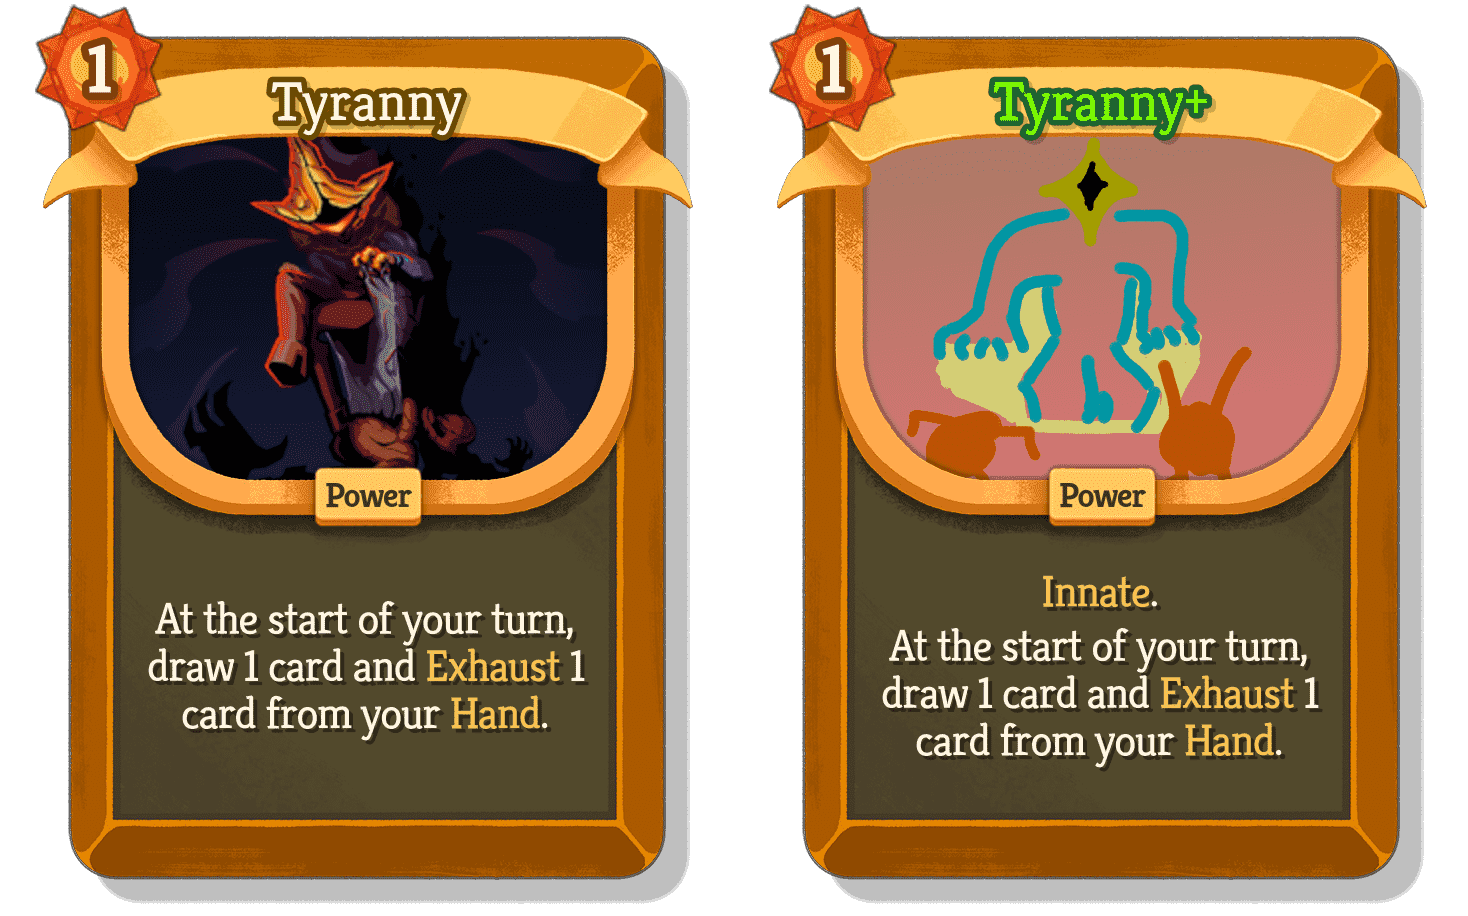 1
Tyranny
Power
At the start of your turn,
draw 1 card and Exhaust 1
card from your Hand.
1
Tyranny+
Power
Innate.
At the start of your turn,
draw 1 card and Exhaust 1
card from your Hand.